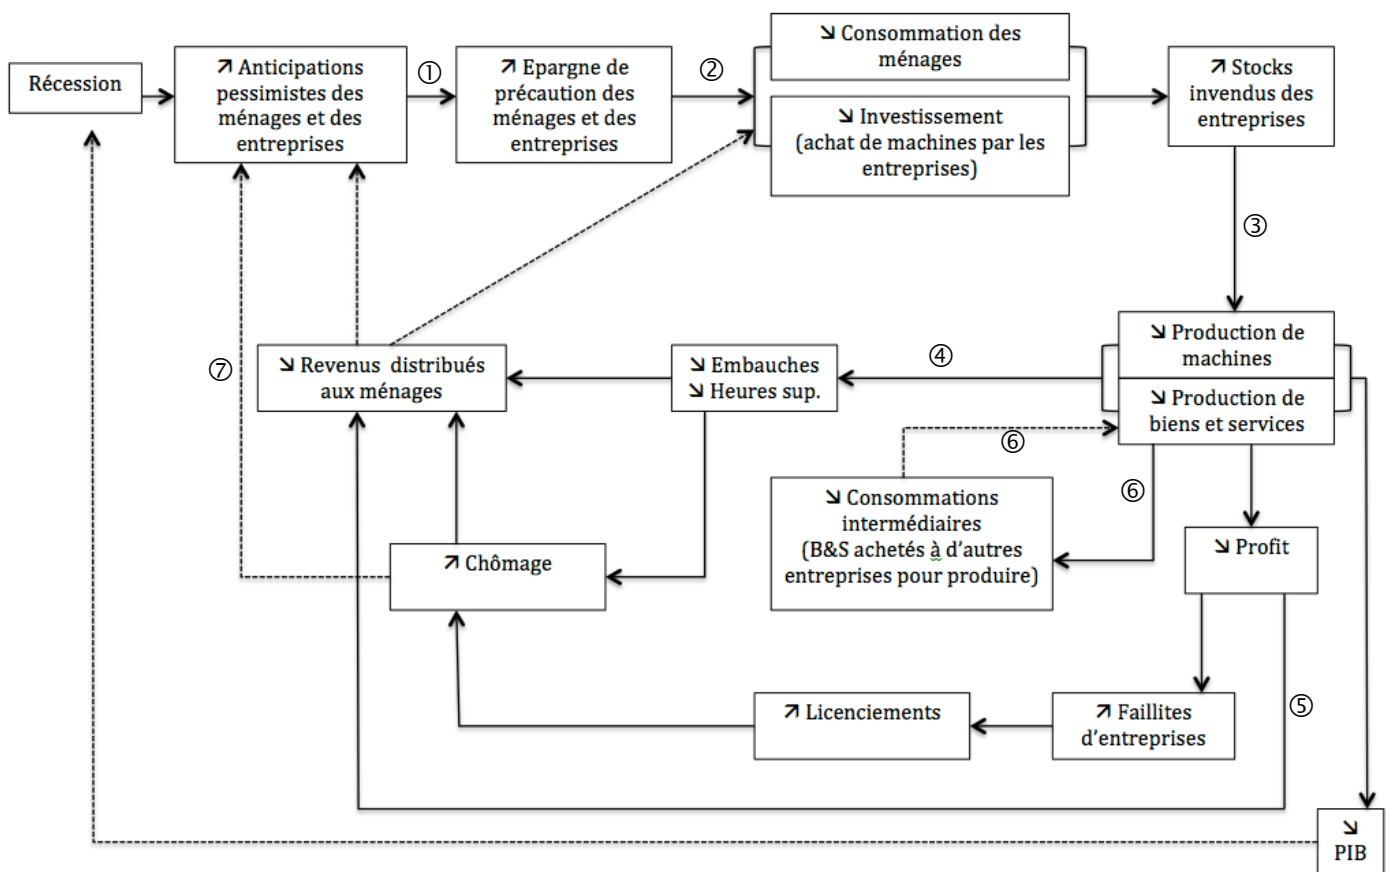 Récession
↗ Anticipations
pessimistes des
ménages et des
entreprises
①
↗ Epargne de
précaution des
ménages et des
entreprises
②
↘ Consommation des
ménages
↘ Investissement
(achat de machines par les
entreprises)
↗ Stocks
invendus des
entreprises
③
↘ Production de
machines
↘ Production de
biens et services
④
↘ Embauches
↘ Heures sup.
↘ Revenus distribués
aux ménages
⑦
⑥
⑥
↘ Consommations
intermédiaires
(B&S achetés à d'autres
entreprises pour produire)
↘ Profit
↗ Chômage
↗ Licenciements
↗ Faillites
d'entreprises
⑤
↘
PIB